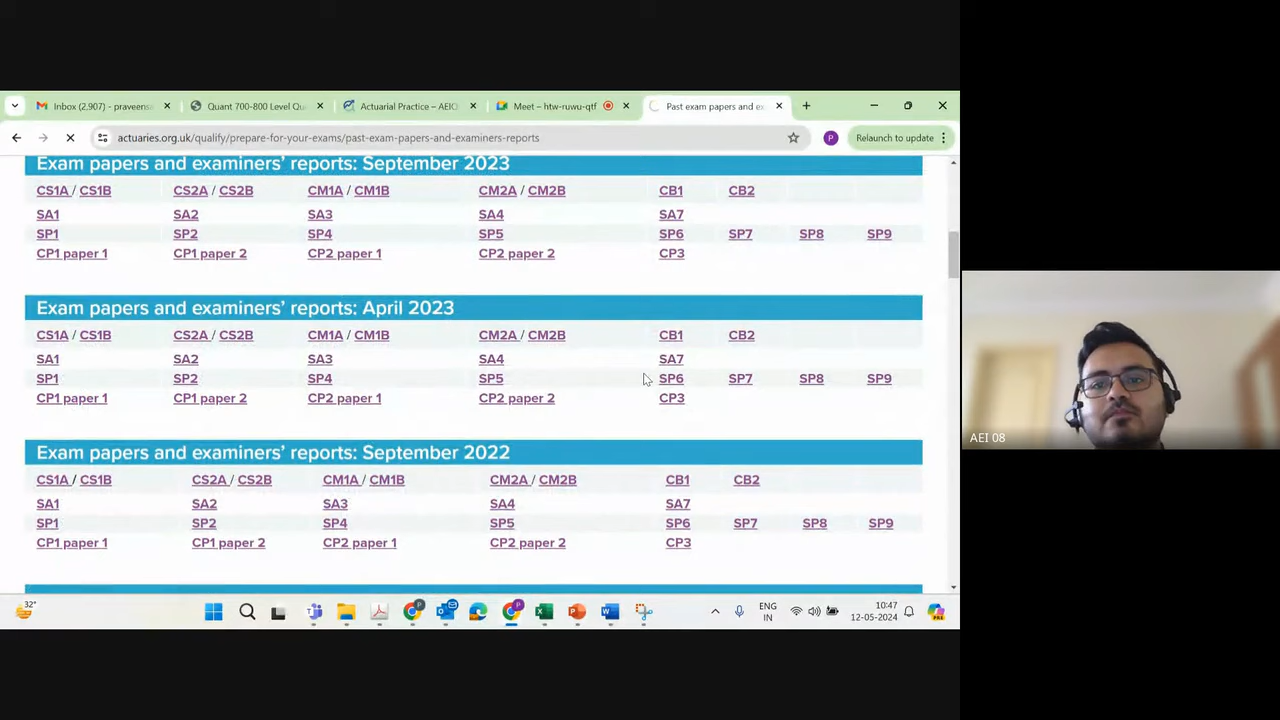 Inbox (2,907) - praveens
Quant 700-800 Level Qu
Actuarial Practice – AEIC
Meet – htw-ruwu-qtf
Past exam papers and ex
actuaries.org.uk/qualify/prepare-for-your-exams/past-exam-papers-and-examiners-reports
P
Relaunch to update
Exam papers and examiners' reports: September 2023
CS1A / CS1B CS2A / CS2B CM1A / CM1B CM2A / CM2B CB1 CB2
SA1 SA2 SA3 SA4 SA7
SP1 SP2 SP4 SP5 SP6 SP7 SP8 SP9
CP1 paper 1 CP1 paper 2 CP2 paper 1 CP2 paper 2 CP3
Exam papers and examiners' reports: April 2023
CS1A / CS1B CS2A / CS2B CM1A / CM1B CM2A / CM2B CB1 CB2
SA1 SA2 SA3 SA4 SA7
SP1 SP2 SP4 SP5 SP6 SP7 SP8 SP9
CP1 paper 1 CP1 paper 2 CP2 paper 1 CP2 paper 2 CP3
Exam papers and examiners' reports: September 2022
CS1A / CS1B CS2A / CS2B CM1A / CM1B CM2A / CM2B CB1 CB2
SA1 SA2 SA3 SA4 SA7
SP1 SP2 SP4 SP5 SP6 SP7 SP8 SP9
CP1 paper 1 CP1 paper 2 CP2 paper 1 CP2 paper 2 CP3
AEI 08
32°
ENG
IN
10:47
12-05-2024